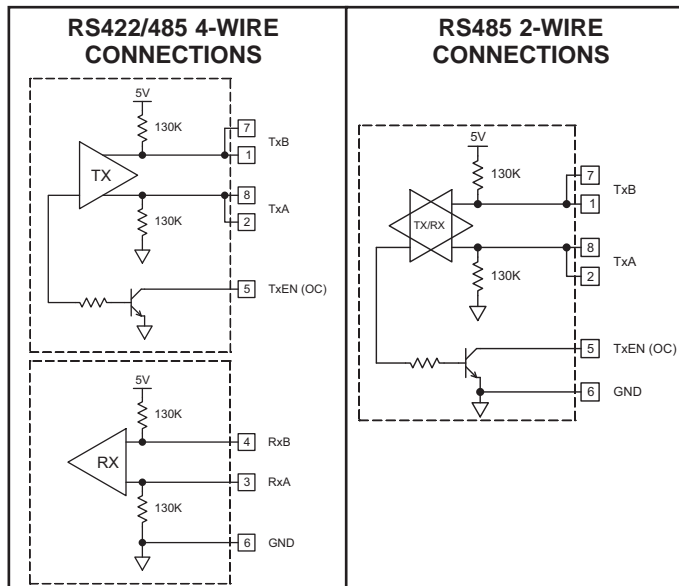 RS422/485 4-WIRE
CONNECTIONS
5V
130K
7
TxB
1
TX
8
TxA
130K
2
5
TxEN (OC)
5V
130K
4
RxB
RX
3
RxA
130K
6
GND
RS485 2-WIRE
CONNECTIONS
5V
130K
7
TxB
1
TX/RX
8
TxA
130K
2
5
TxEN (OC)
6
GND